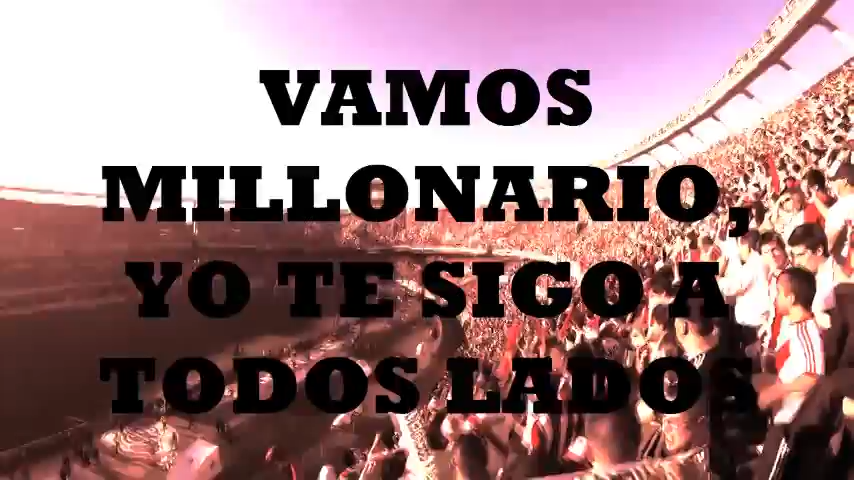 VAMOS
MILLONARIO,
YO TE SIGO A
TODOS LADOS